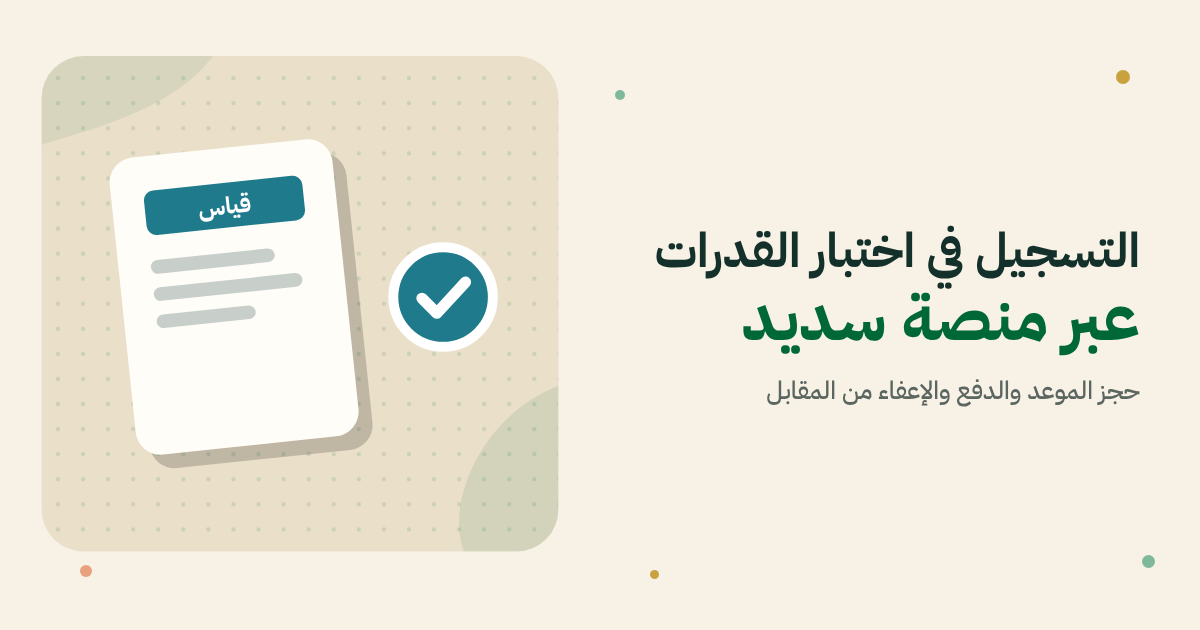 التسجيل في اختبار القدرات
عبر منصة سديد
حجز الموعد والدفع والإعفاء من المقابل
قياس